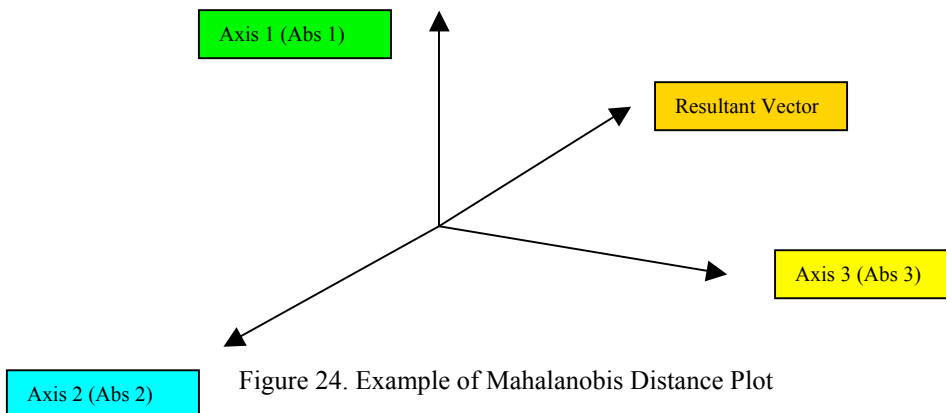 Axis 1 (Abs 1)
Resultant Vector
Axis 3 (Abs 3)
Axis 2 (Abs 2)
Figure 24. Example of Mahalanobis Distance Plot